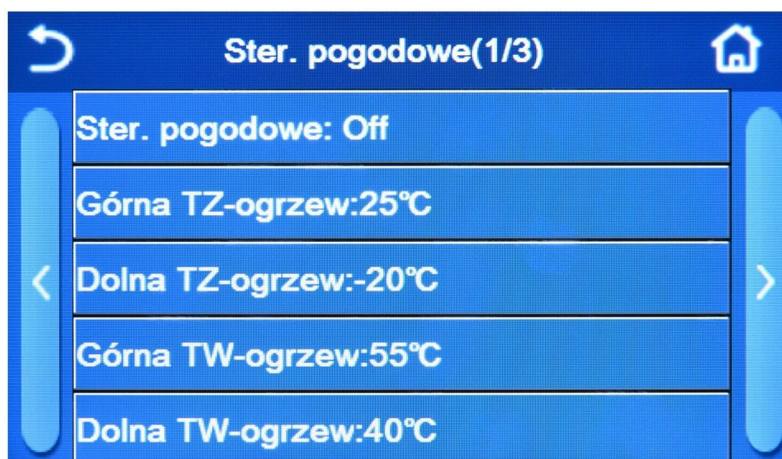 Ster. pogodowe(1/3)
Ster. pogodowe: Off
Górna TZ-ogrzew:25℃
Dolna TZ-ogrzew:-20℃
Górna TW-ogrzew:55℃
Dolna TW-ogrzew:40℃